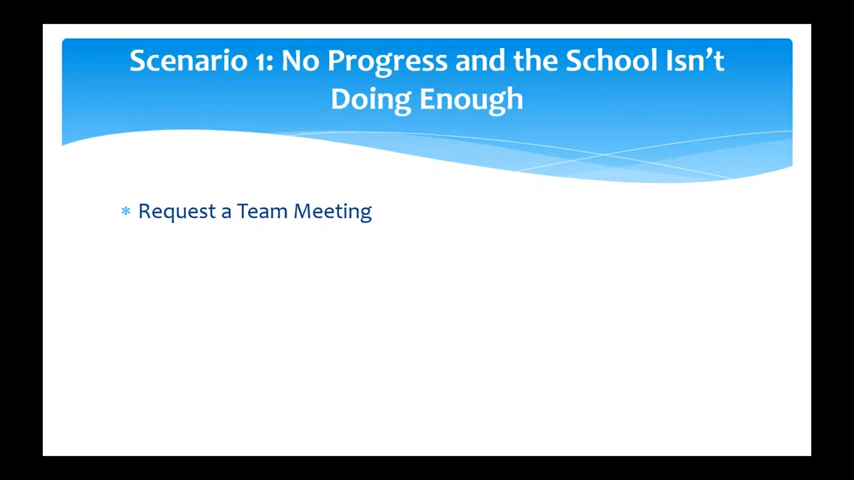 Scenario 1: No Progress and the School Isn’t
Doing Enough
* Request a Team Meeting